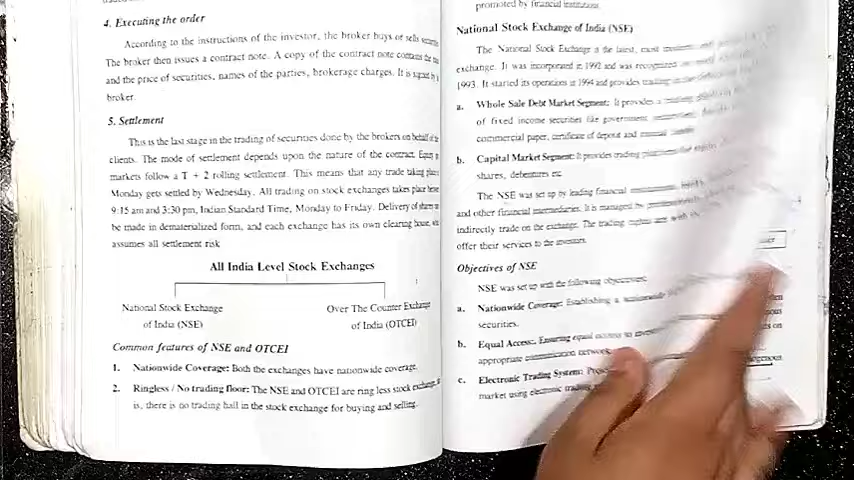 4. Executing the order
According to the instructions of the investor, the broker buys or sells
The broker then issues a contract note. A copy of the contract note contains the
and the price of securities, names of the parties, brokerage charges. It is signed by
broker.
5. Settlement
This is the last stage in the trading of securities done by the brokers on behalf of
clients. The mode of settlement depends upon the nature of the contract. Equity
markets follow a T + 2 rolling settlement. This means that any trade taking place
Monday gets settled by Wednesday. All trading on stock exchanges takes place
9:15 am and 3:30 pm, Indian Standard Time, Monday to Friday. Delivery of shares
be made in dematerialized form, and each exchange has its own clearing house,
assumes all settlement risk
All India Level Stock Exchanges
National Stock Exchange
of India (NSE)
Over The Counter Exchange
of India (OTCEI)
Common features of NSE and OTCEI
1. Nationwide Coverage: Both the exchanges have nationwide coverage.
2. Ringless / No trading floor: The NSE and OTCEI are ring less stock exchange,
is, there is no trading hall in the stock exchange for buying and selling.
promoted by financial institutions.
National Stock Exchange of India (NSE)
The National Stock Exchange is the latest, most
exchange. It was incorporated in 1992 and was recognized
1993. It started its operations in 1994 and provides trading in
a. Whole Sale Debt Market Segment: It provides a trading
of fixed income securities like government
commercial paper, certificate of deposit and mutual
b. Capital Market Segment: It provides trading
shares, debentures etc
The NSE was set up by leading financial
and other financial intermediaries. It is managed by
indirectly trade on the exchange. The trading
offer their services to the investors.
Objectives of NSE
NSE was set up with the following objectives:
a. Nationwide Coverage: Establishing a nationwide
securities.
b. Equal Access: Ensuring equal access to
appropriate communication network.
c. Electronic Trading System:
market using electronic trading